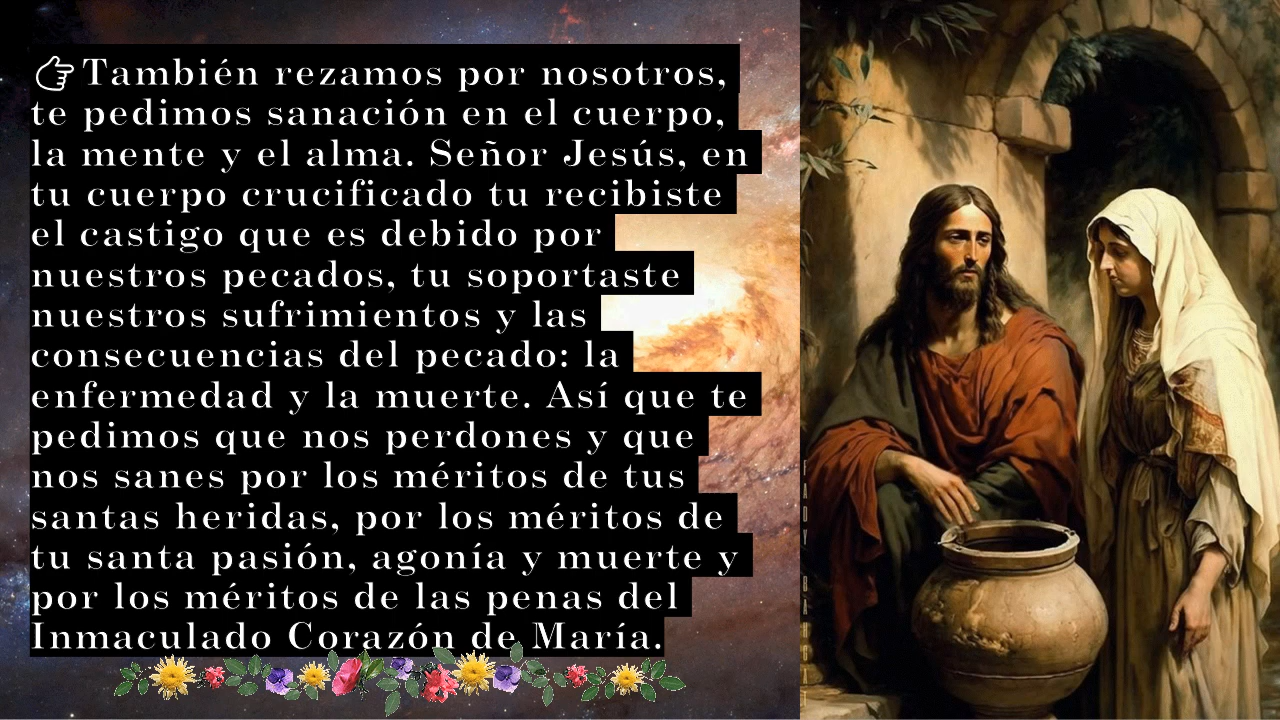 👉También rezamos por nosotros,
te pedimos sanación en el cuerpo,
la mente y el alma. Señor Jesús, en
tu cuerpo crucificado tu recibiste
el castigo que es debido por
nuestros pecados, tu soportaste
nuestros sufrimientos y las
consecuencias del pecado: la
enfermedad y la muerte. Así que te
pedimos que nos perdones y que
nos sanes por los méritos de tus
santas heridas, por los méritos de
tu santa pasión, agonía y muerte y
por los méritos de las penas del
Inmaculado Corazón de María.
FADY